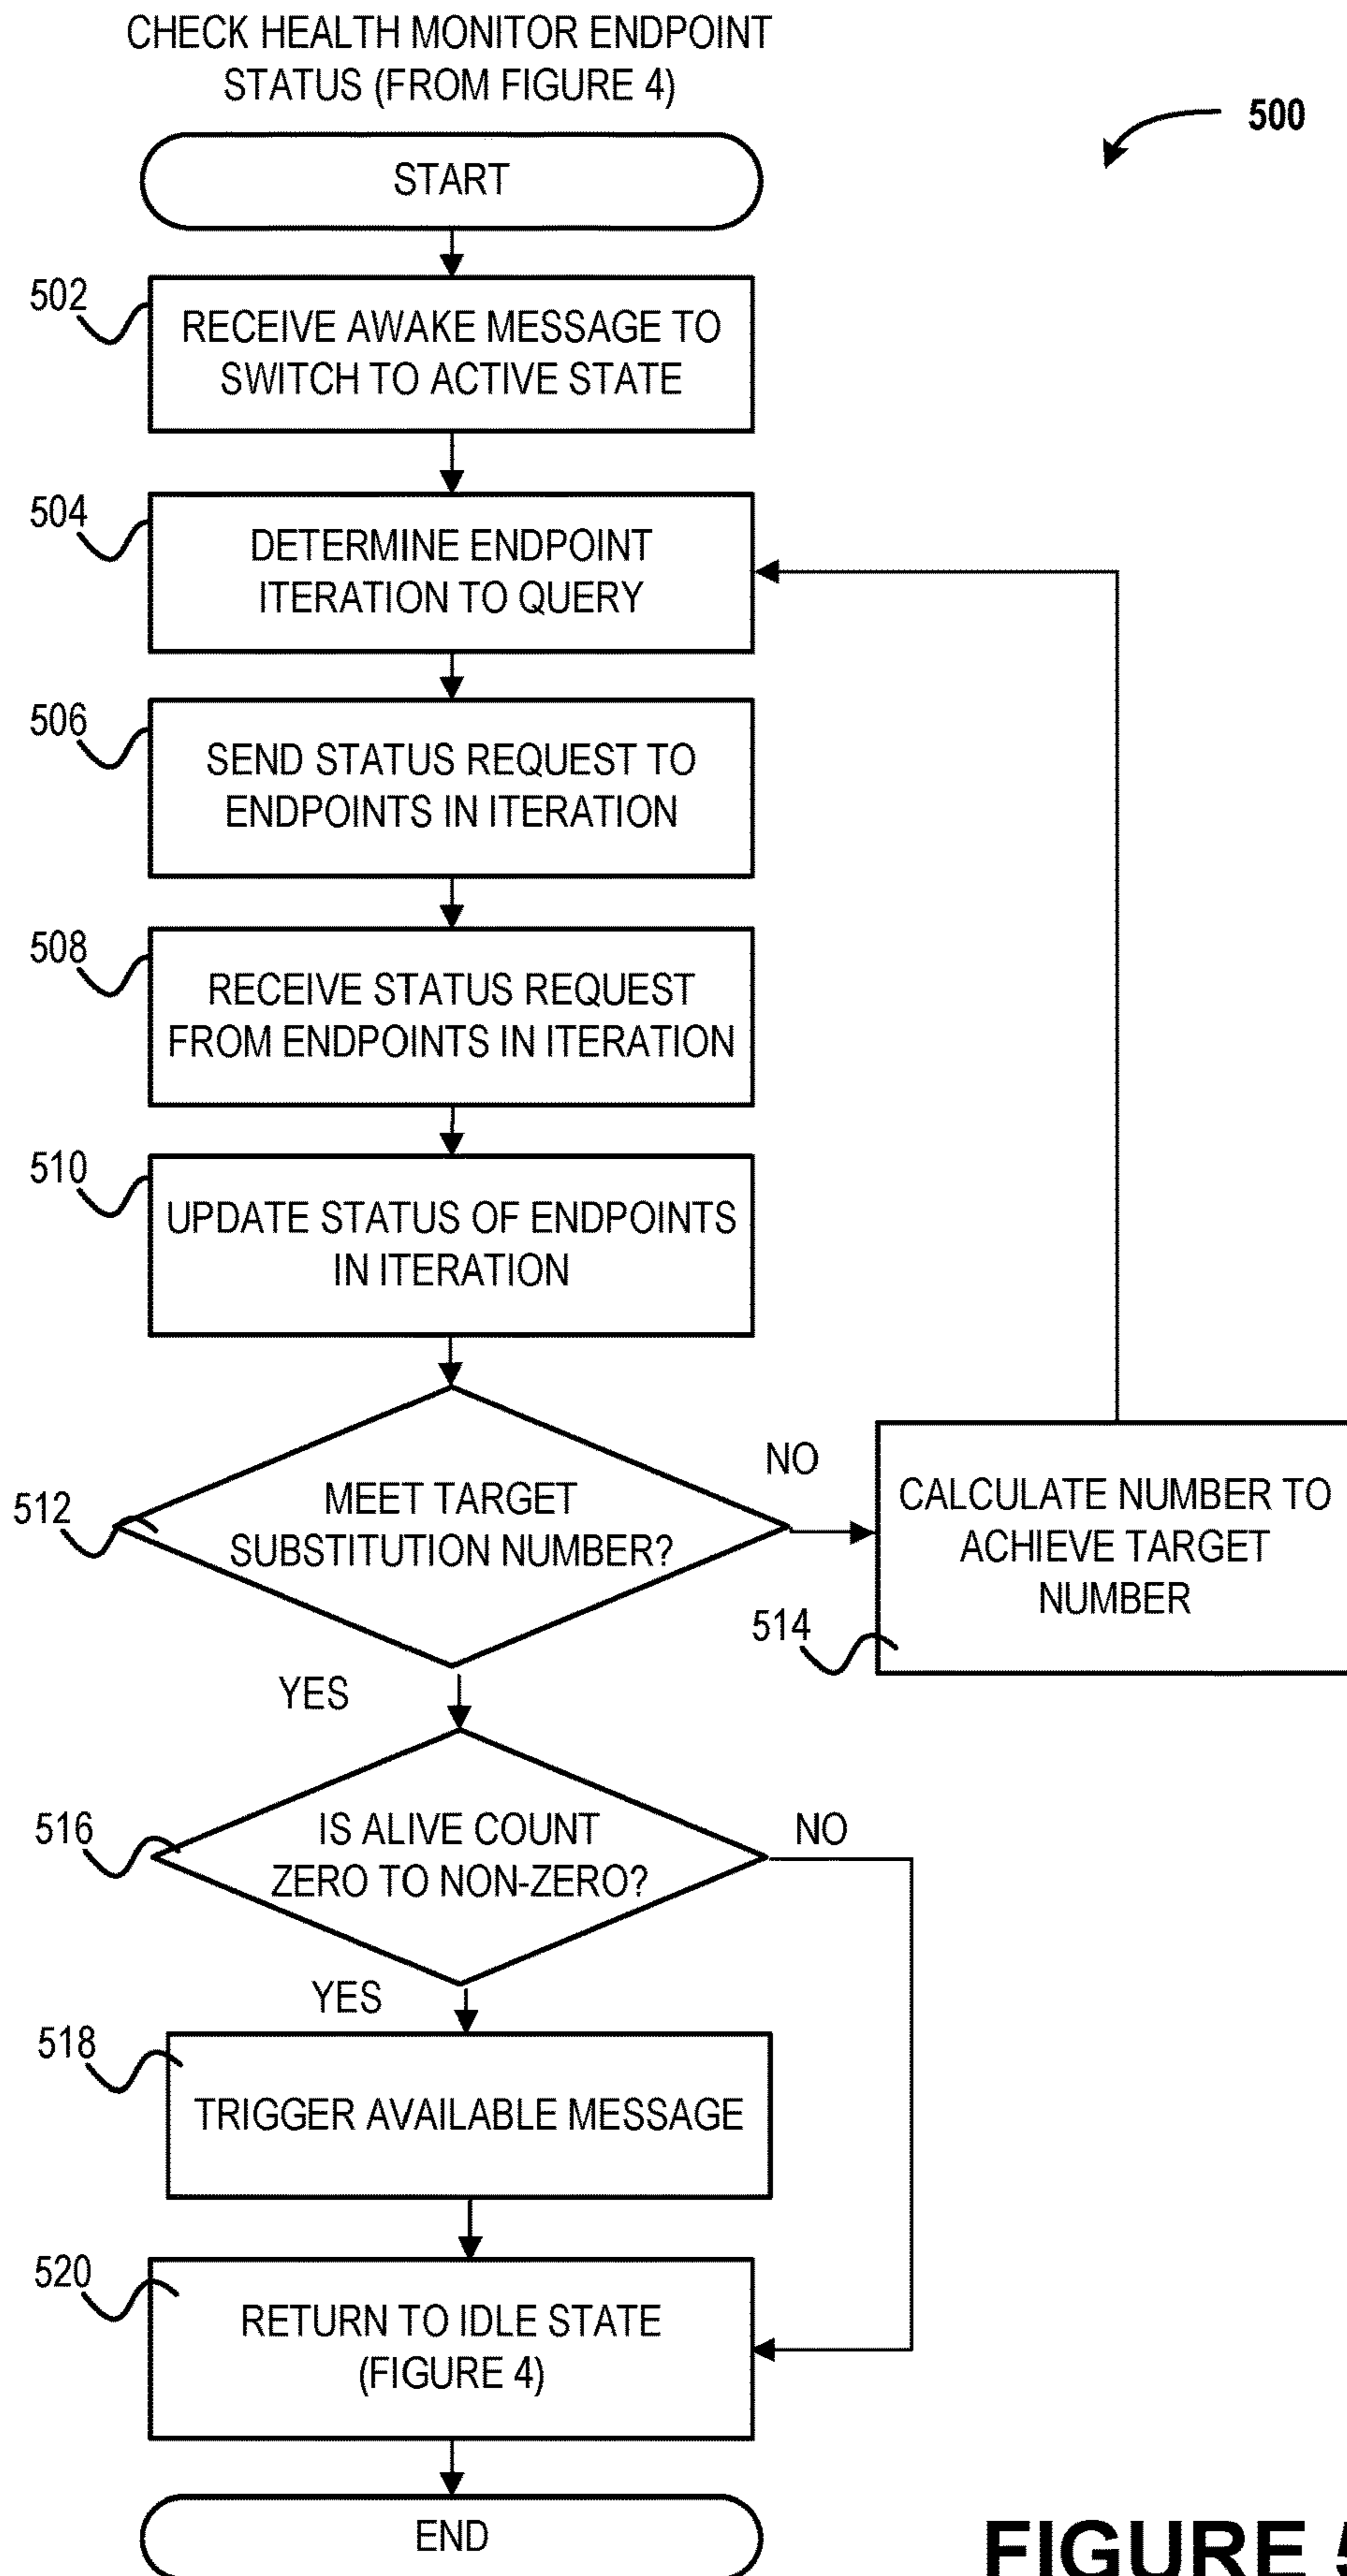 CHECK HEALTH MONITOR ENDPOINT
STATUS (FROM FIGURE 4)
500
START
502
RECEIVE AWAKE MESSAGE TO
SWITCH TO ACTIVE STATE
504
DETERMINE ENDPOINT
ITERATION TO QUERY
506
SEND STATUS REQUEST TO
ENDPOINTS IN ITERATION
508
RECEIVE STATUS REQUEST
FROM ENDPOINTS IN ITERATION
510
UPDATE STATUS OF ENDPOINTS
IN ITERATION
512
MEET TARGET
SUBSTITUTION NUMBER?
NO
CALCULATE NUMBER TO
ACHIEVE TARGET
NUMBER
514
YES
516
IS ALIVE COUNT
ZERO TO NON-ZERO?
NO
YES
518
TRIGGER AVAILABLE MESSAGE
520
RETURN TO IDLE STATE
(FIGURE 4)
END
FIGURE 5